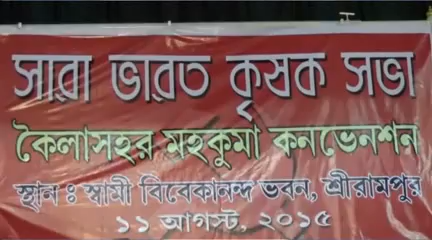 সারা ভারত কৃষক সভা
কৈলাসহর মহকুমা কনভেনশন
স্থান ঃ স্বামী বিবেকানন্দ ভবন, শ্রীরামপুর
১১ আগস্ট, ২০১৫